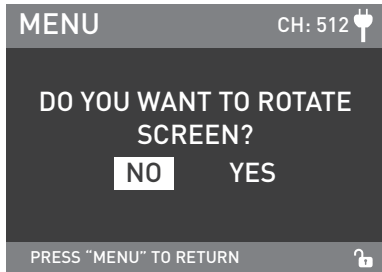 MENU CH: 512
DO YOU WANT TO ROTATE
SCREEN?
NO YES
PRESS “MENU” TO RETURN